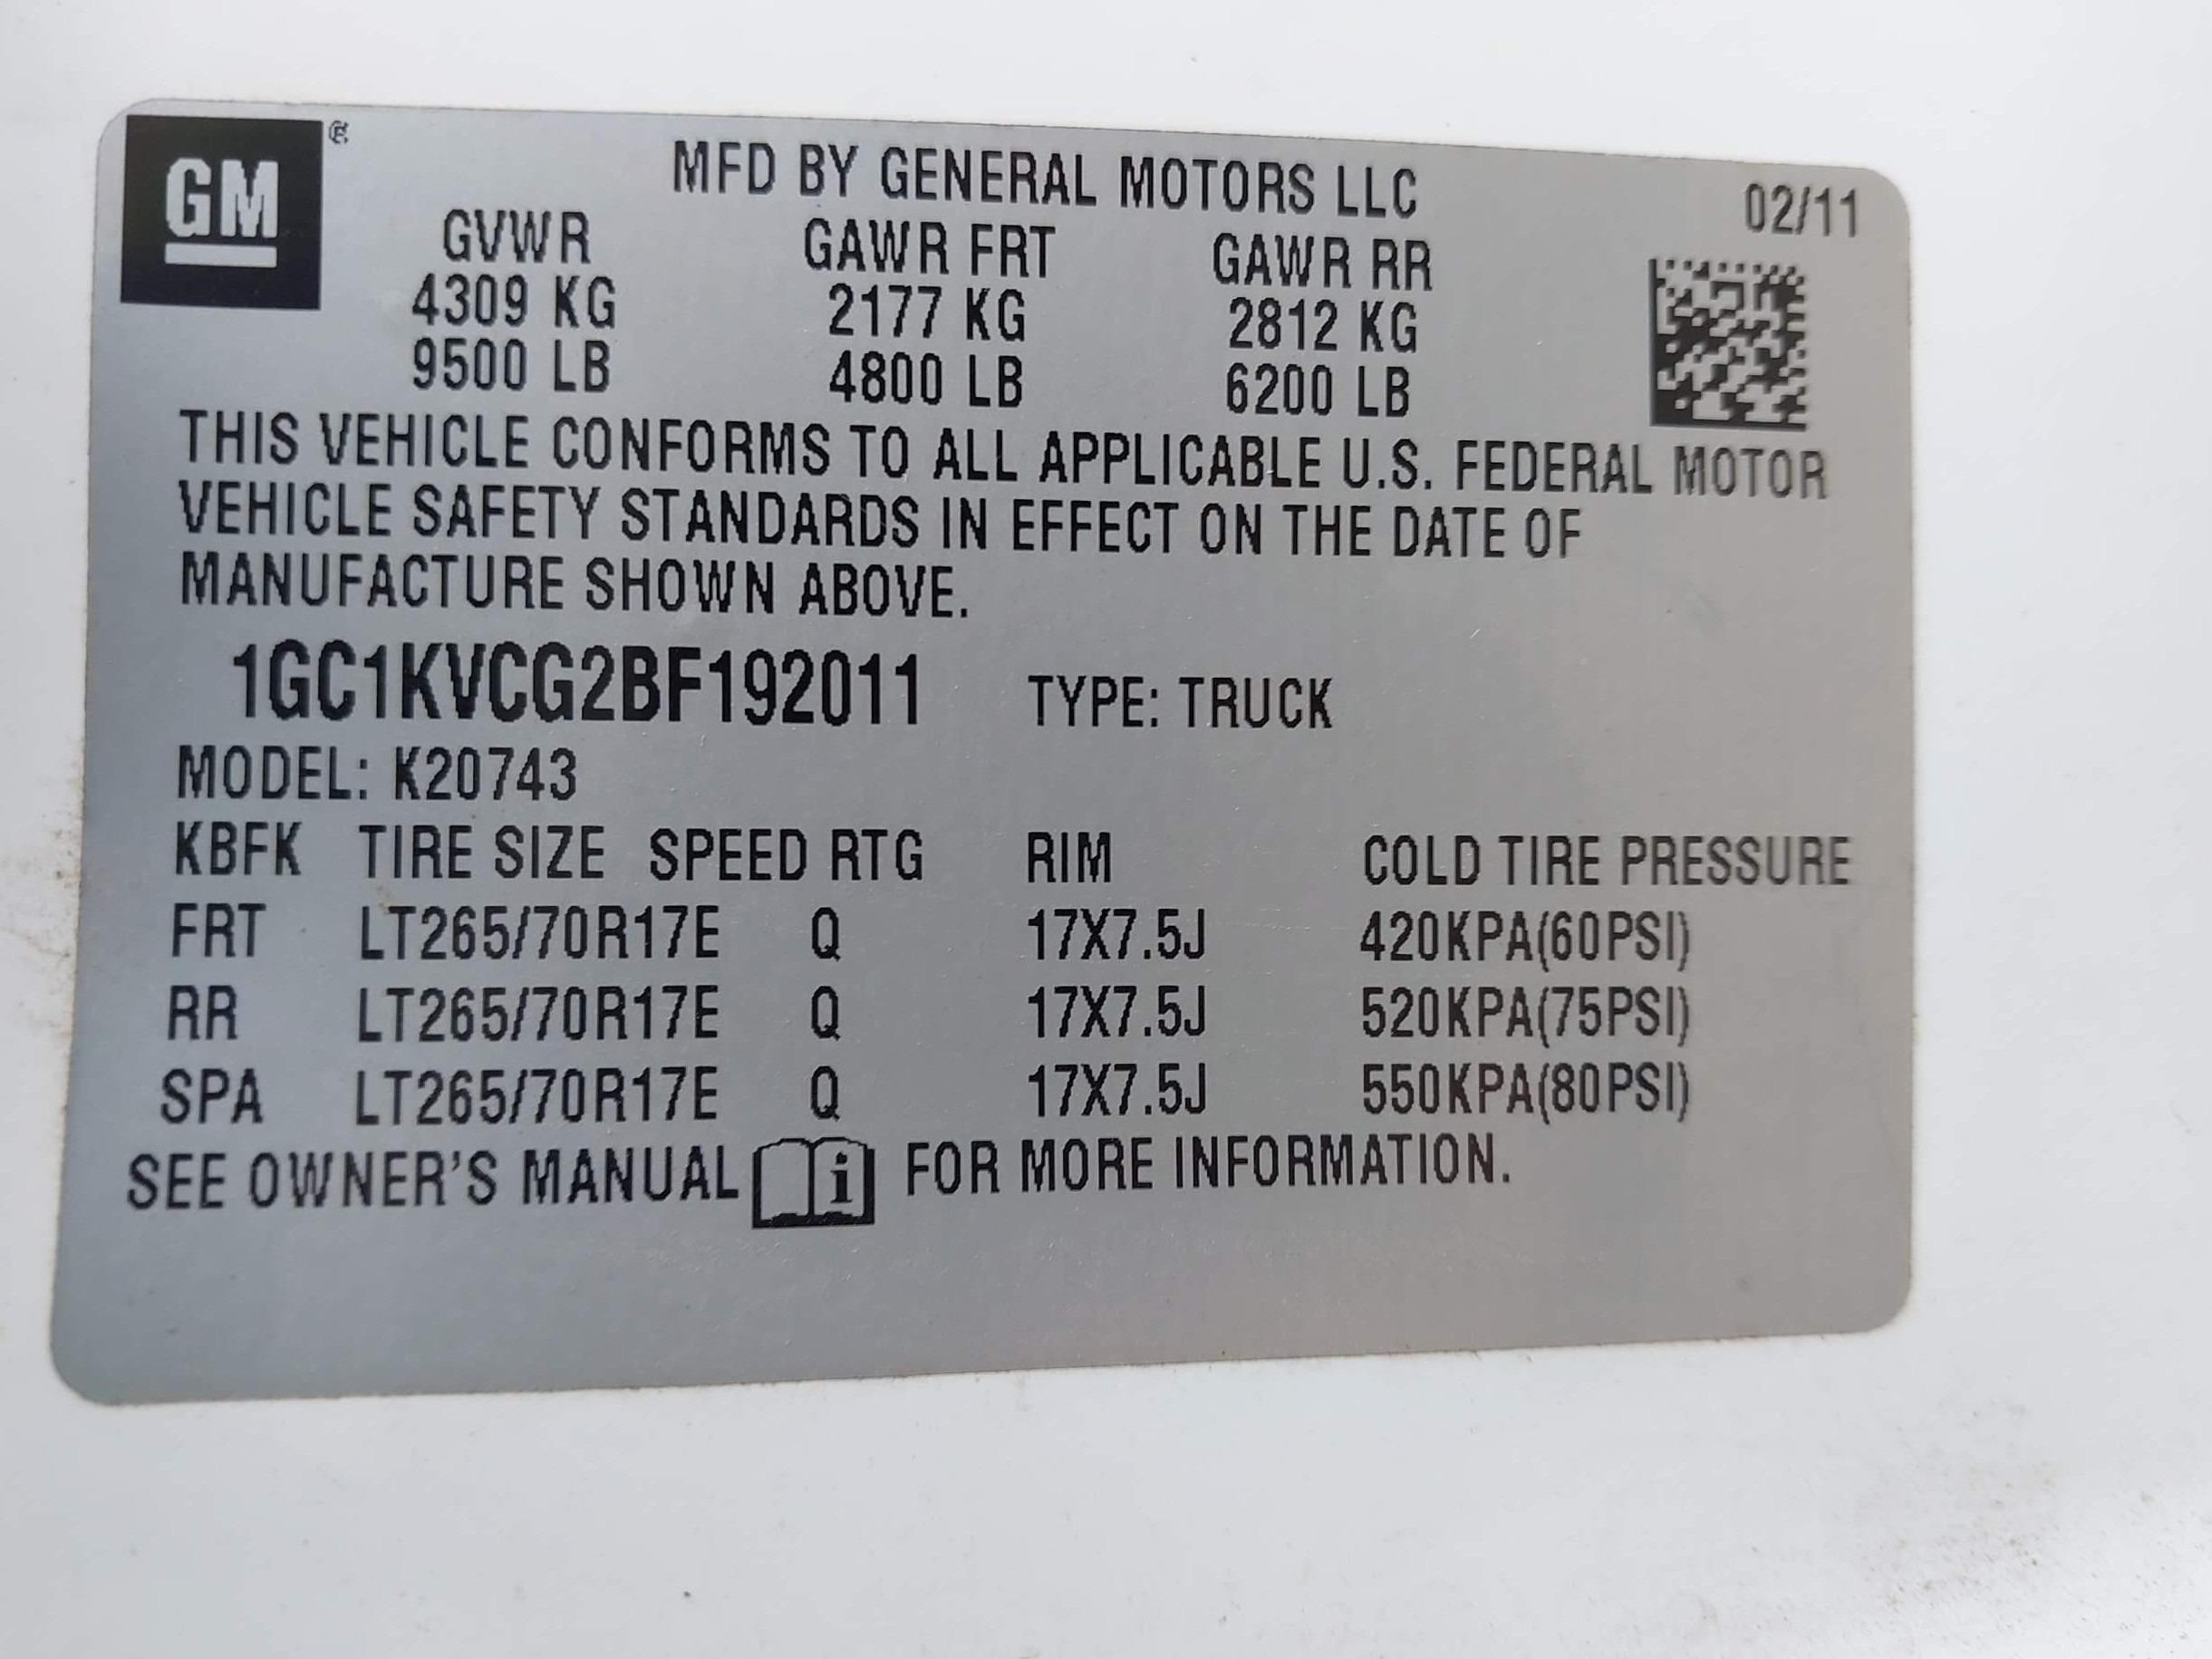 GM ®
MFD BY GENERAL MOTORS LLC 02/11
GVWR GAWR FRT GAWR RR
4309 KG 2177 KG 2812 KG
9500 LB 4800 LB 6200 LB
THIS VEHICLE CONFORMS TO ALL APPLICABLE U.S. FEDERAL MOTOR
VEHICLE SAFETY STANDARDS IN EFFECT ON THE DATE OF
MANUFACTURE SHOWN ABOVE.
1GC1KVCG2BF192011 TYPE: TRUCK
MODEL: K20743
KBFK TIRE SIZE SPEED RTG RIM COLD TIRE PRESSURE
FRT LT265/70R17E Q 17X7.5J 420KPA(60PSI)
RR LT265/70R17E Q 17X7.5J 520KPA(75PSI)
SPA LT265/70R17E Q 17X7.5J 550KPA(80PSI)
SEE OWNER'S MANUAL i FOR MORE INFORMATION.